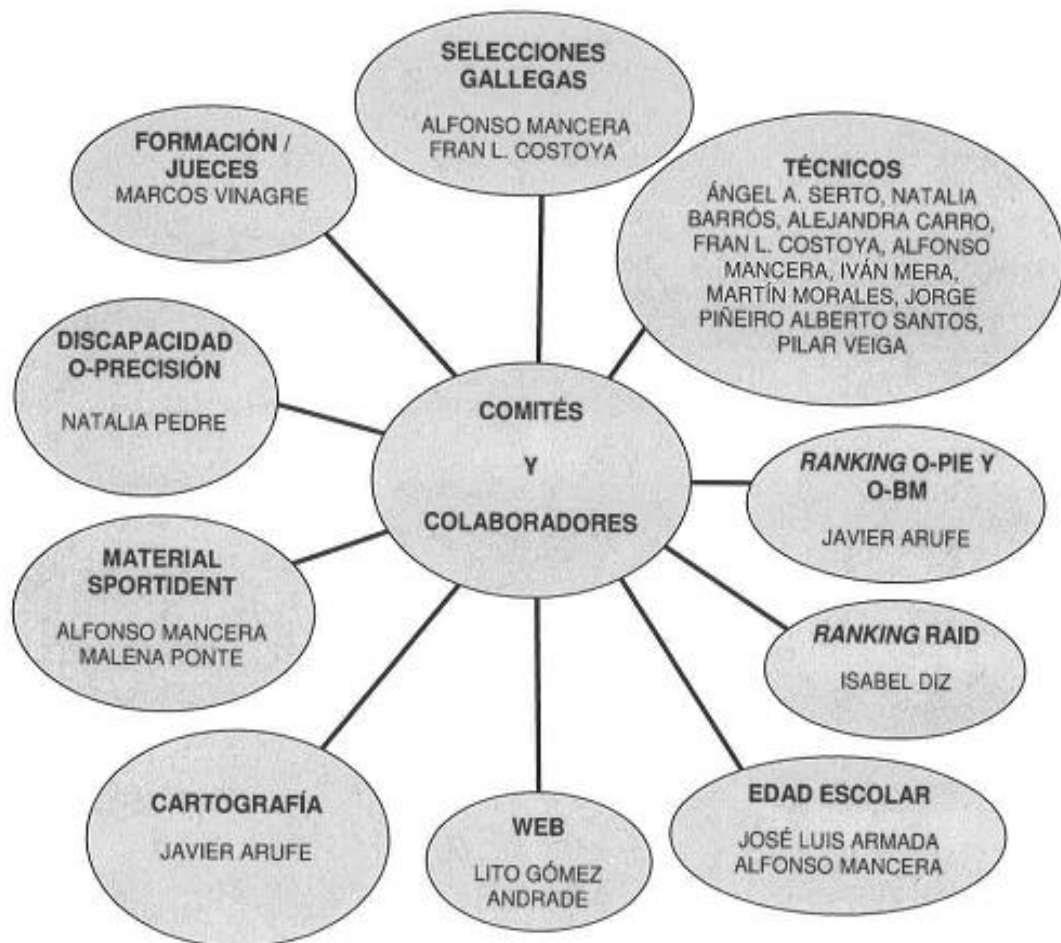 SELECCIONES
GALLEGAS
ALFONSO MANCERA
FRAN L. COSTOYA
FORMACIÓN /
JUECES
MARCOS VINAGRE
TÉCNICOS
ÁNGEL A. SERTO, NATALIA
BARRÓS, ALEJANDRA CARRO,
FRAN L. COSTOYA, ALFONSO
MANCERA, IVÁN MERA,
MARTÍN MORALES, JORGE
PIÑEIRO ALBERTO SANTOS,
PILAR VEIGA
DISCAPACIDAD
O-PRECISIÓN
NATALIA PEDRE
COMITÉS
Y
COLABORADORES
RANKING O-PIE Y
O-BM
JAVIER ARUFE
MATERIAL
SPORTIDENT
ALFONSO MANCERA
MALENA PONTE
RANKING RAID
ISABEL DIZ
CARTOGRAFÍA
JAVIER ARUFE
WEB
LITO GÓMEZ
ANDRADE
EDAD ESCOLAR
JOSÉ LUIS ARMADA
ALFONSO MANCERA